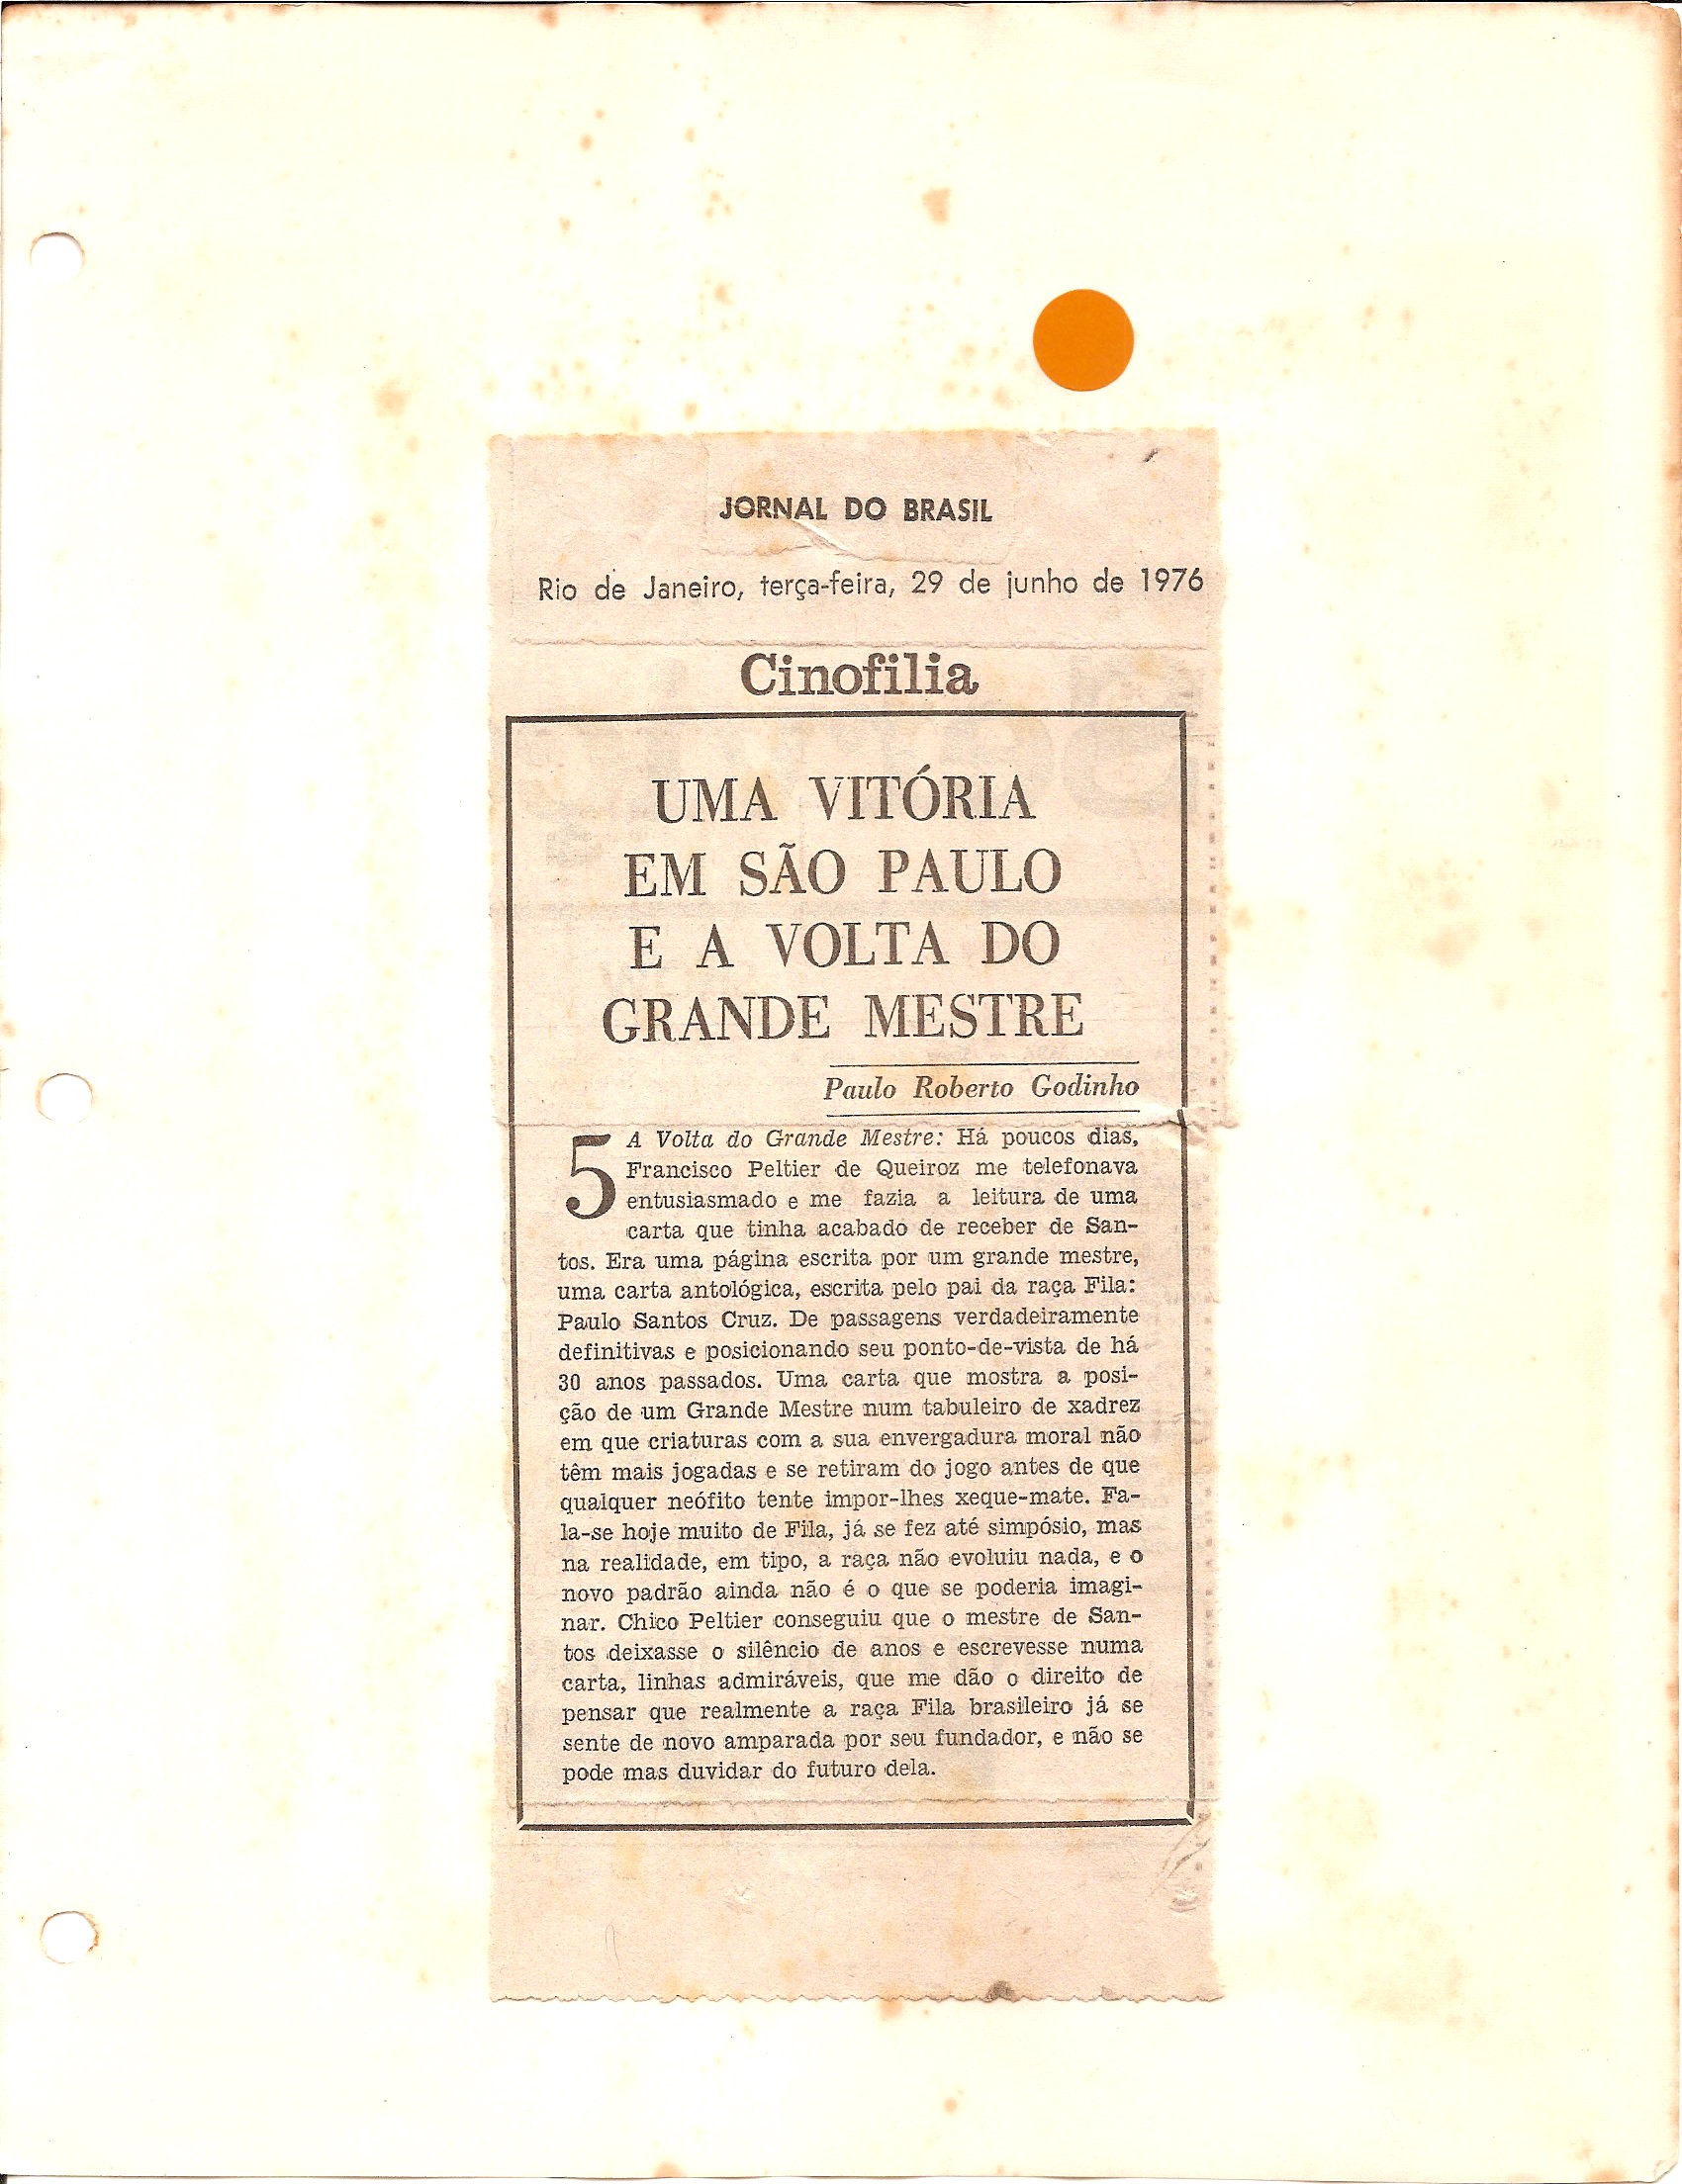 JORNAL DO BRASIL
Rio de Janeiro, terça-feira, 29 de junho de 1976
Cinofilia
UMA VITÓRIA
EM SÃO PAULO
E A VOLTA DO
GRANDE MESTRE
Paulo Roberto Godinho
5 A Volta do Grande Mestre: Há poucos dias,
Francisco Peltier de Queiroz me telefonava
entusiasmado e me fazia a leitura de uma
carta que tinha acabado de receber de San-
tos. Era uma página escrita por um grande mestre,
uma carta antológica, escrita pelo pai da raça Fila:
Paulo Santos Cruz. De passagens verdadeiramente
definitivas e posicionando seu ponto-de-vista de há
30 anos passados. Uma carta que mostra a posi-
ção de um Grande Mestre num tabuleiro de xadrez
em que criaturas com a sua envergadura moral não
têm mais jogadas e se retiram do jogo antes de que
qualquer neófito tente impor-lhes xeque-mate. Fa-
la-se hoje muito de Fila, já se fez até simpósio, mas
na realidade, em tipo, a raça não evoluiu nada, e o
novo padrão ainda não é o que se poderia imagi-
nar. Chico Peltier conseguiu que o mestre de San-
tos deixasse o silêncio de anos e escrevesse numa
carta, linhas admiráveis, que me dão o direito de
pensar que realmente a raça Fila brasileiro já se
sente de novo amparada por seu fundador, e não se
pode mas duvidar do futuro dela.